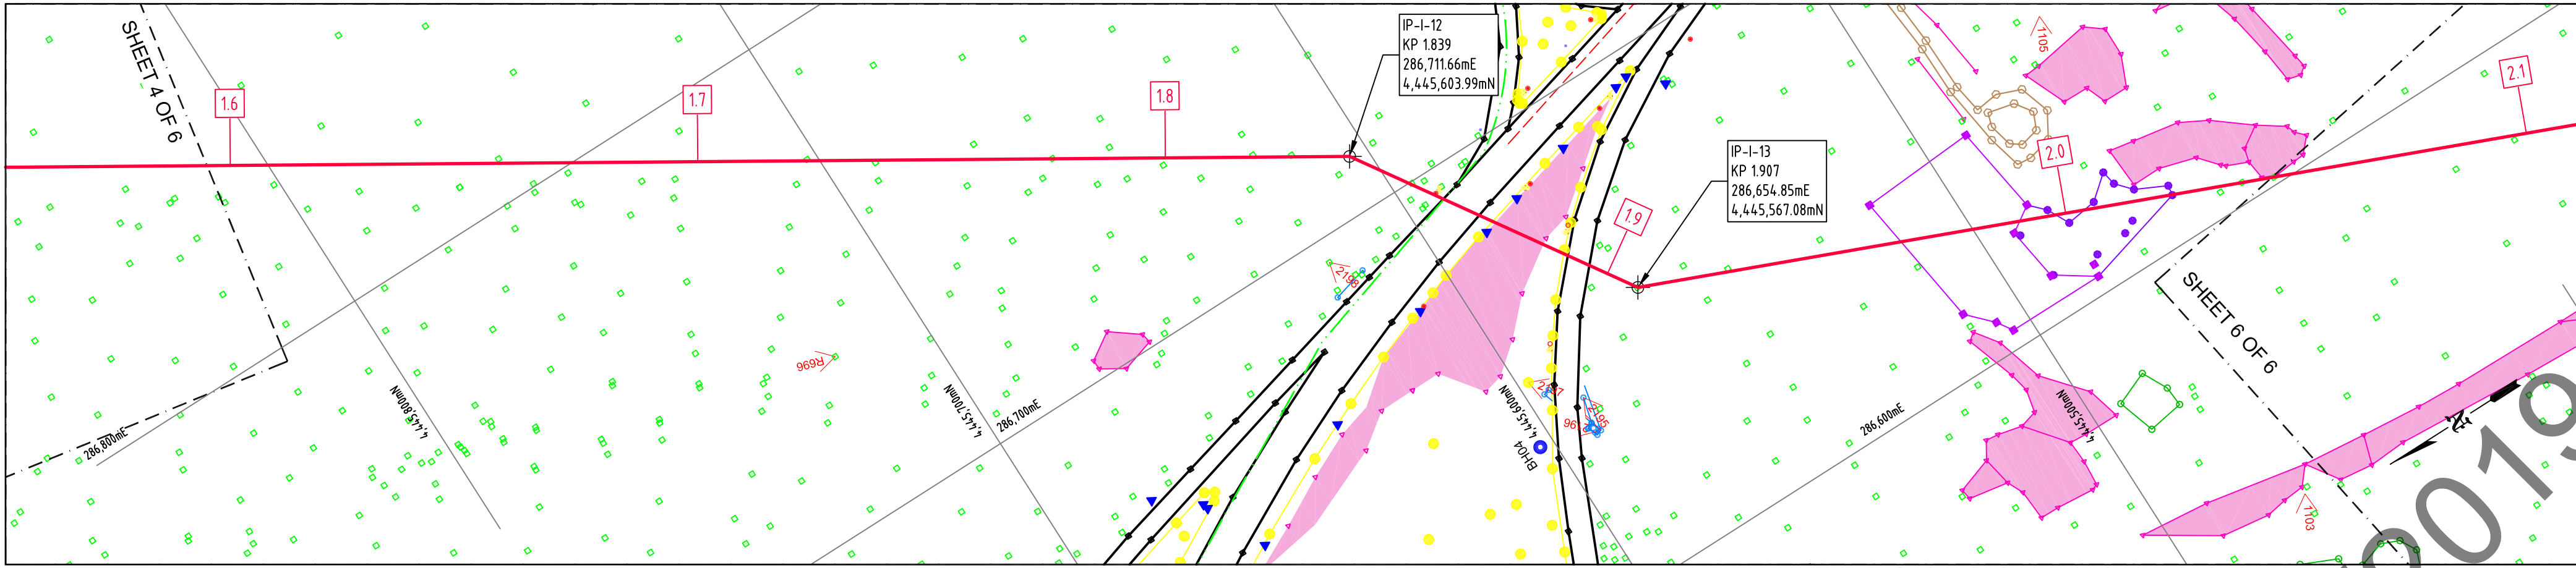 SHEET 4 OF 6
1.6
1.7
1.8
IP-I-12
KP 1.839
286,711.66mE
4,445,603.99mN
IP-I-13
KP 1.907
286,654.85mE
4,445,567.08mN
1.9
2.0
2.1
1105
2198
R696
286,800mE
4,445,800mN
4,445,700mN
286,700mE
4,445,600mN
BH04
2195
286,600mE
4,445,500mN
SHEET 6 OF 6
1103
N
0019